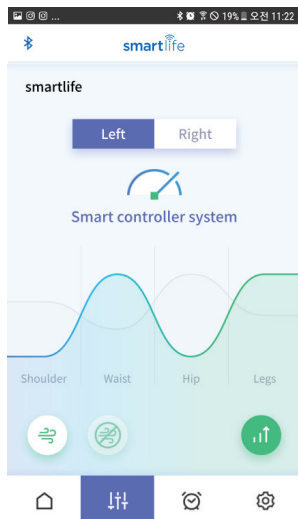 ... 19% 오전 11:22
smartlife
smartlife
Left Right
Smart controller system
Shoulder Waist Hip Legs